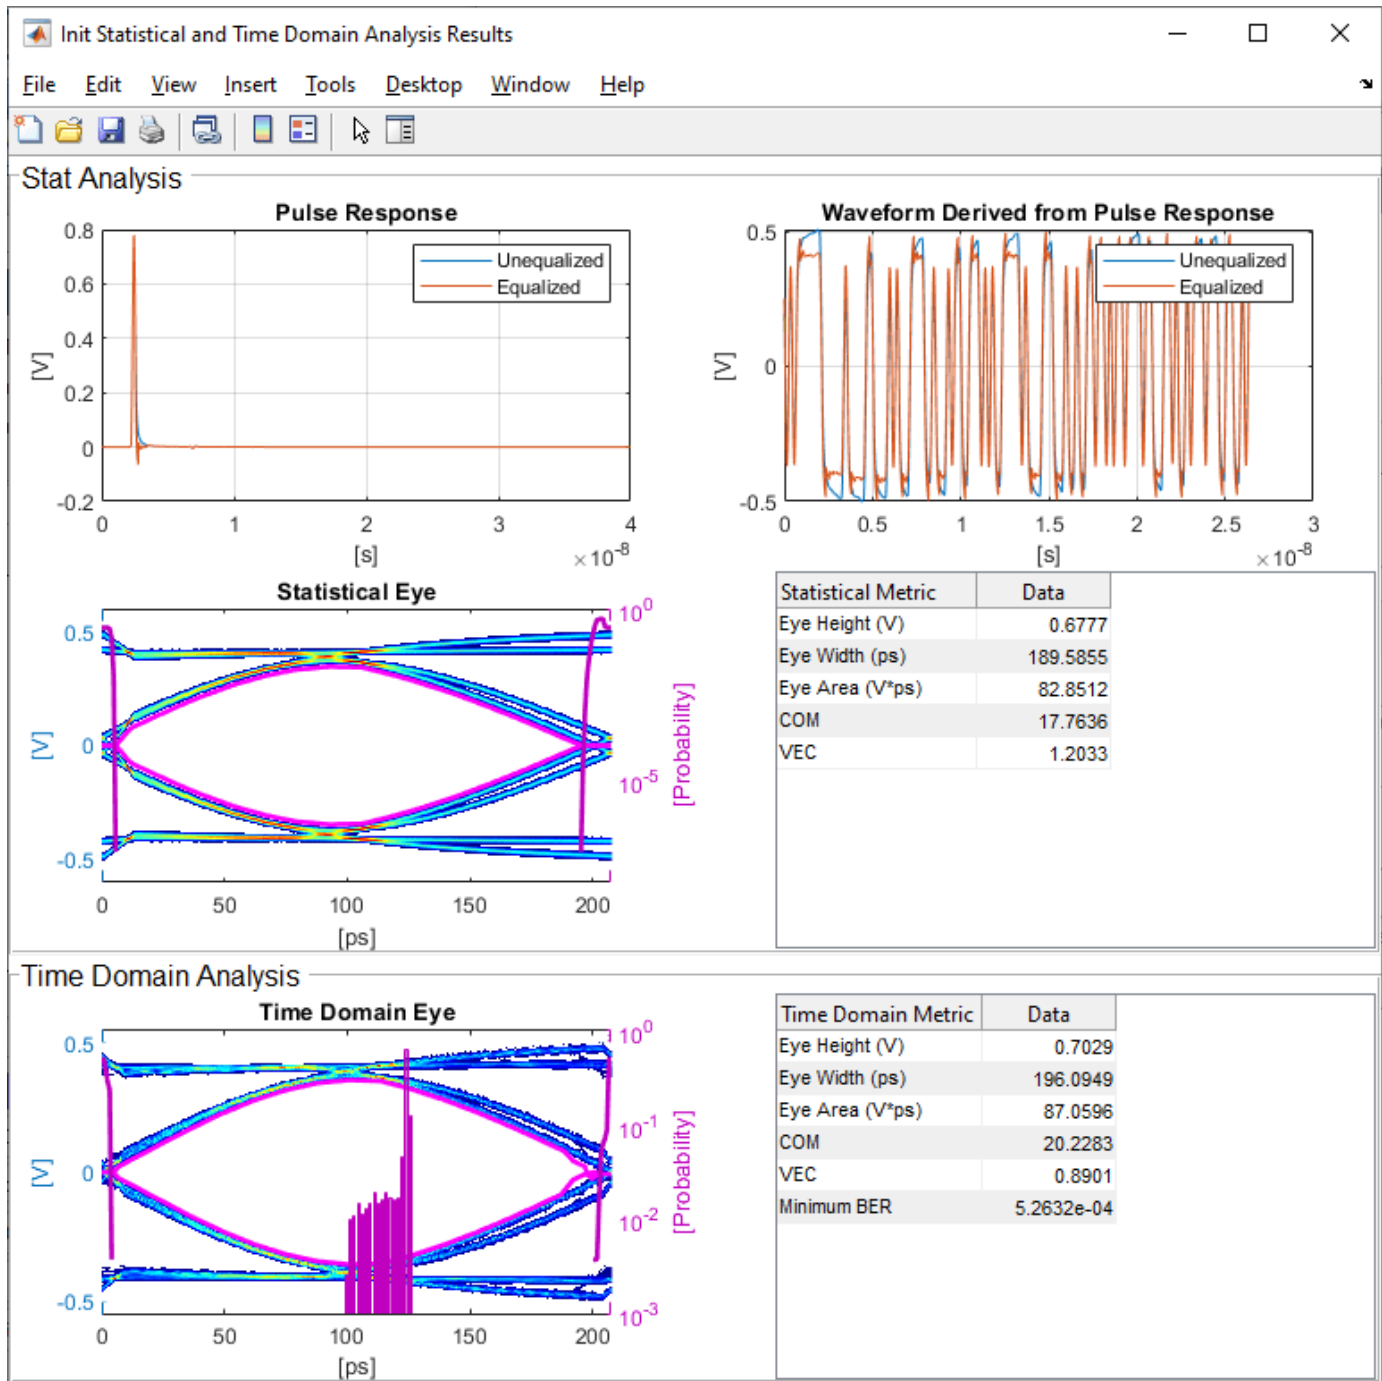 Init Statistical and Time Domain Analysis Results
File Edit View Insert Tools Desktop Window Help
Stat Analysis
Pulse Response
0.8
0.6
0.4
0.2
0
-0.2
[V]
Unequalized
Equalized
0 1 2 3 4
[s]
×10^-8
Waveform Derived from Pulse Response
0.5
0
-0.5
[V]
Unequalized
Equalized
0 0.5 1 1.5 2 2.5 3
[s]
×10^-8
Statistical Eye
0.5
0
-0.5
[V]
10^0
10^-5
[Probability]
0 50 100 150 200
[ps]
Statistical Metric Data
Eye Height (V) 0.6777
Eye Width (ps) 189.5855
Eye Area (V*ps) 82.8512
COM 17.7636
VEC 1.2033
Time Domain Analysis
Time Domain Eye
0.5
0
-0.5
[V]
10^0
10^-1
10^-2
10^-3
[Probability]
0 50 100 150 200
[ps]
Time Domain Metric Data
Eye Height (V) 0.7029
Eye Width (ps) 196.0949
Eye Area (V*ps) 87.0596
COM 20.2283
VEC 0.8901
Minimum BER 5.2632e-04